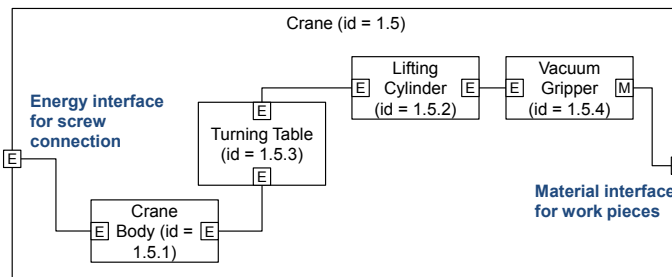 Crane (id = 1.5)
Energy interface
for screw
connection
E
E
Crane
Body (id =
1.5.1)
E
E
Turning Table
(id = 1.5.3)
E
E
Lifting
Cylinder
(id = 1.5.2)
E
E
Vacuum
Gripper
(id = 1.5.4)
M
Material interface
for work pieces